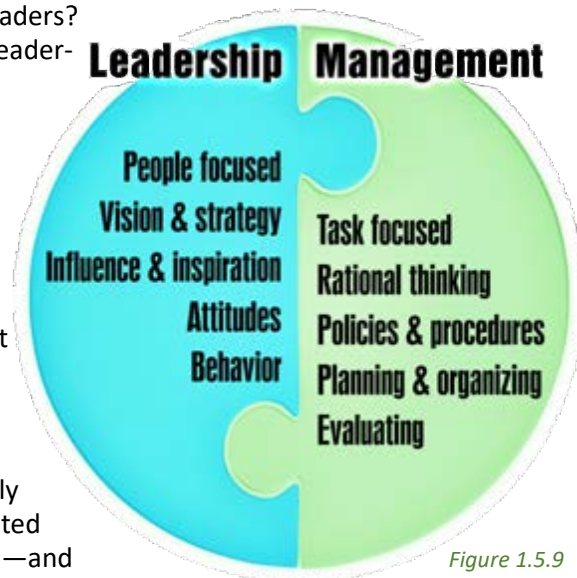 aders?
eader-
Leadership Management
People focused
Vision & strategy
Influence & inspiration
Attitudes
Behavior
Task focused
Rational thinking
Policies & procedures
Planning & organizing
Evaluating
t
ly
ted
—and
Figure 1.5.9